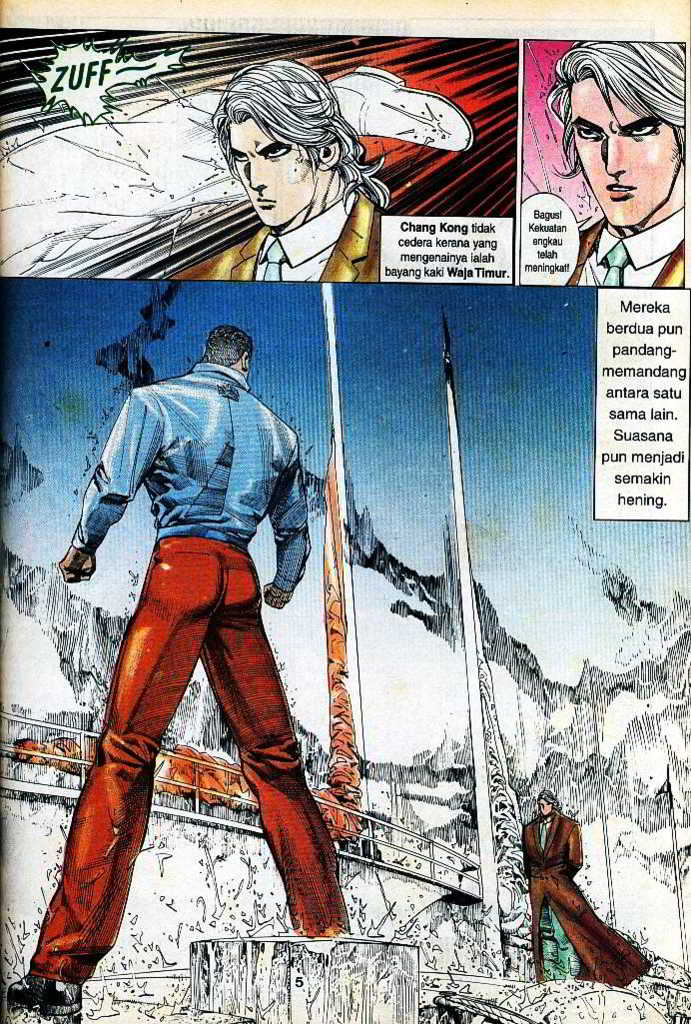 ZUFF
Chang Kong tidak
cedera kerana yang
mengenainya ialah
bayang kaki Waja Timur.
Bagus!
Kekuatan
engkau
telah
meningkat!
Mereka
berdua pun
pandang-
memandang
antara satu
sama lain.
Suasana
pun menjadi
semakin
hening.
5